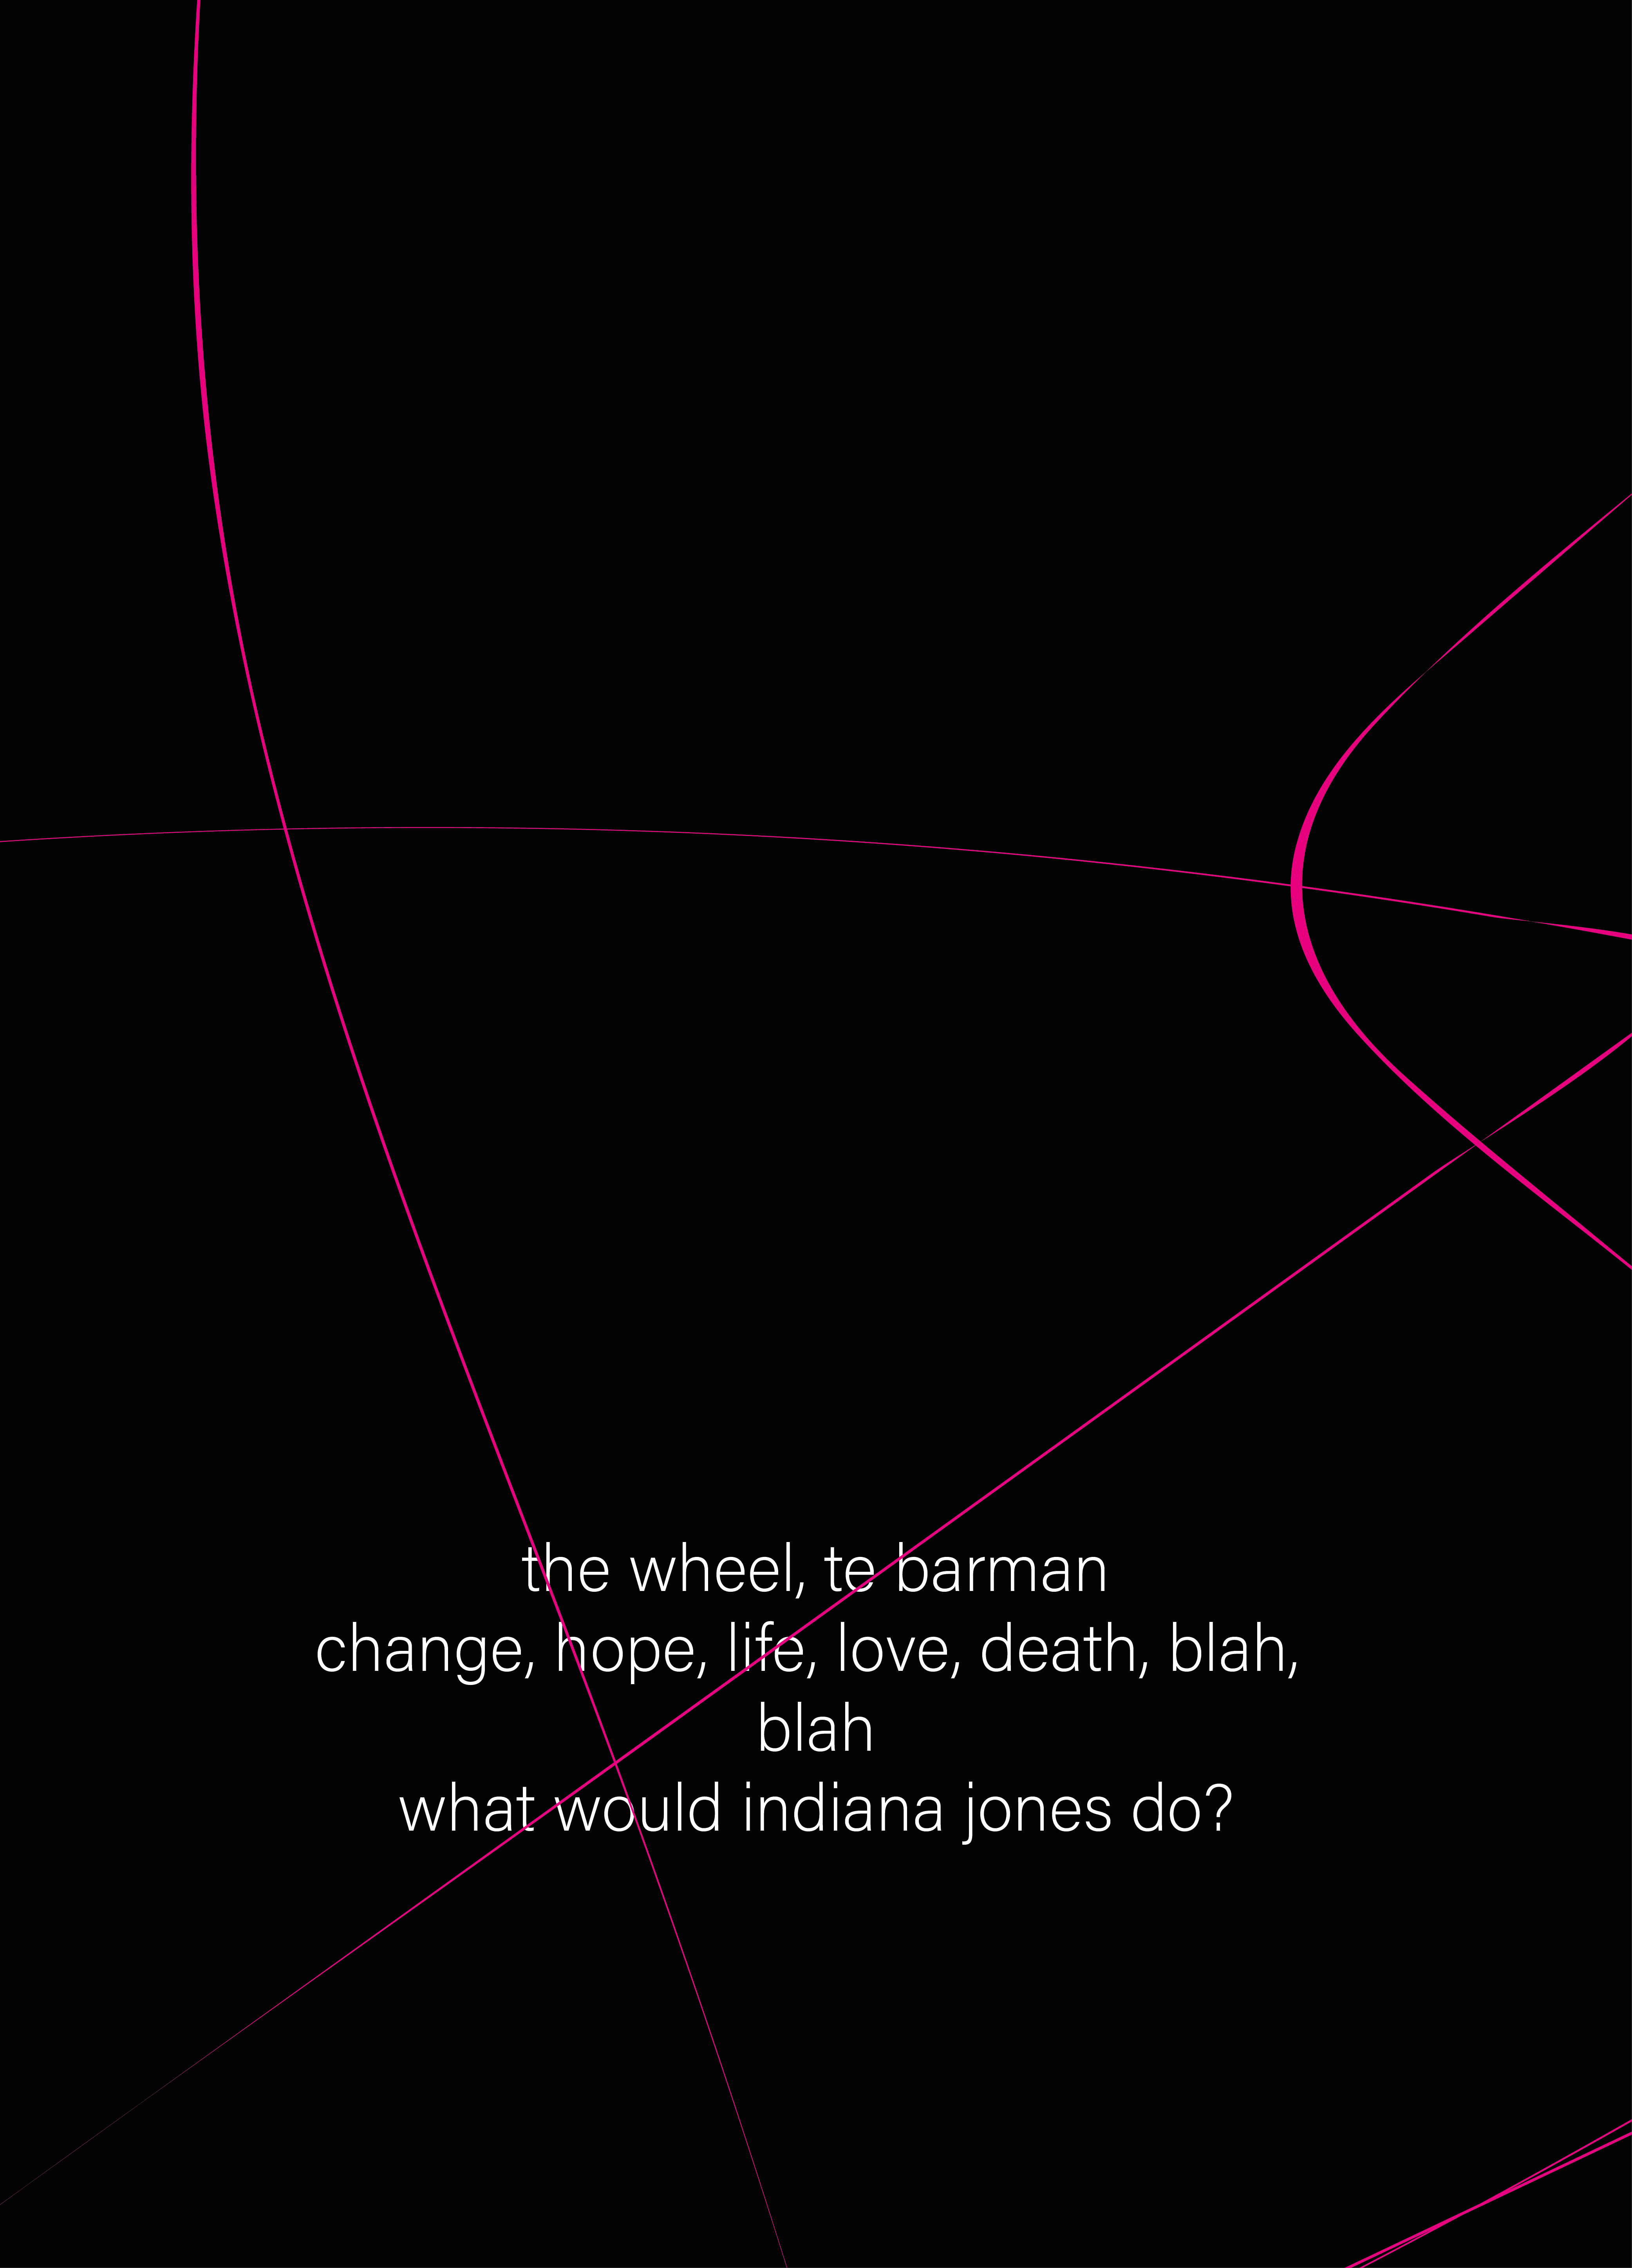 the wheel, te barman
change, hope, life, love, death, blah,
blah
what would indiana jones do?